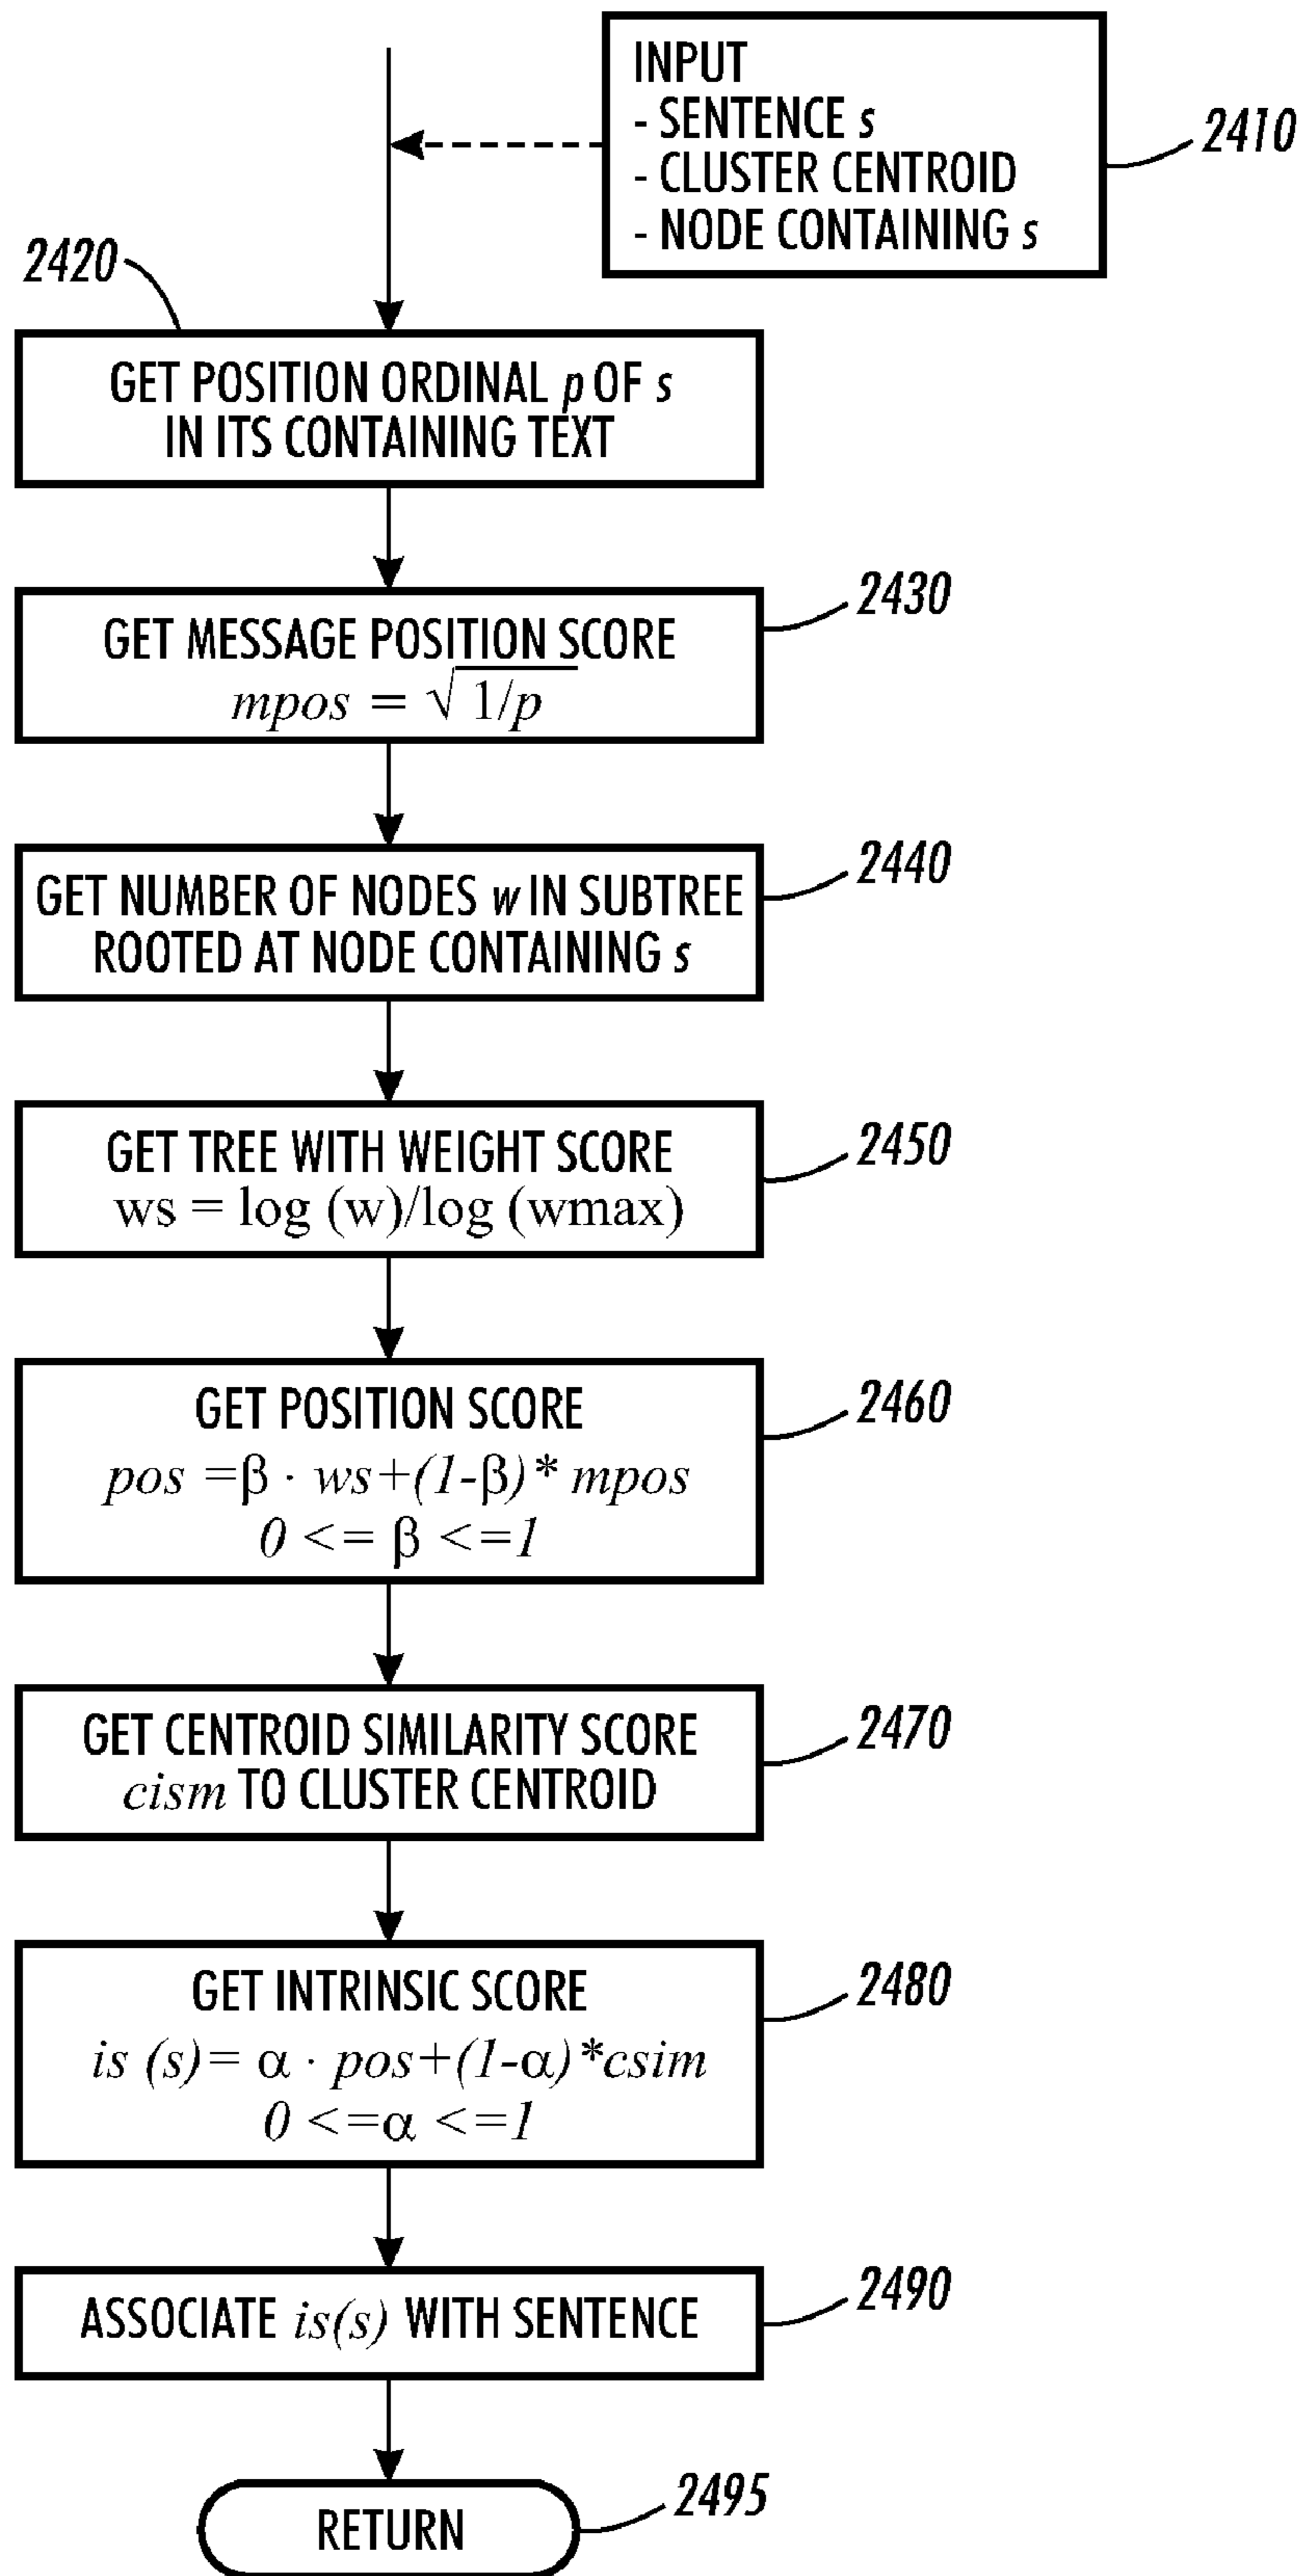 INPUT
- SENTENCE s
- CLUSTER CENTROID
- NODE CONTAINING s
2410
2420
GET POSITION ORDINAL p OF s
IN ITS CONTAINING TEXT
2430
GET MESSAGE POSITION SCORE
mpos = √1/p
2440
GET NUMBER OF NODES w IN SUBTREE
ROOTED AT NODE CONTAINING s
2450
GET TREE WITH WEIGHT SCORE
ws = log (w)/log (wmax)
2460
GET POSITION SCORE
pos =β · ws+(1-β)* mpos
0 <= β <=1
2470
GET CENTROID SIMILARITY SCORE
cism TO CLUSTER CENTROID
2480
GET INTRINSIC SCORE
is (s)= α · pos+(1-α)*csim
0 <=α <=1
2490
ASSOCIATE is(s) WITH SENTENCE
2495
RETURN